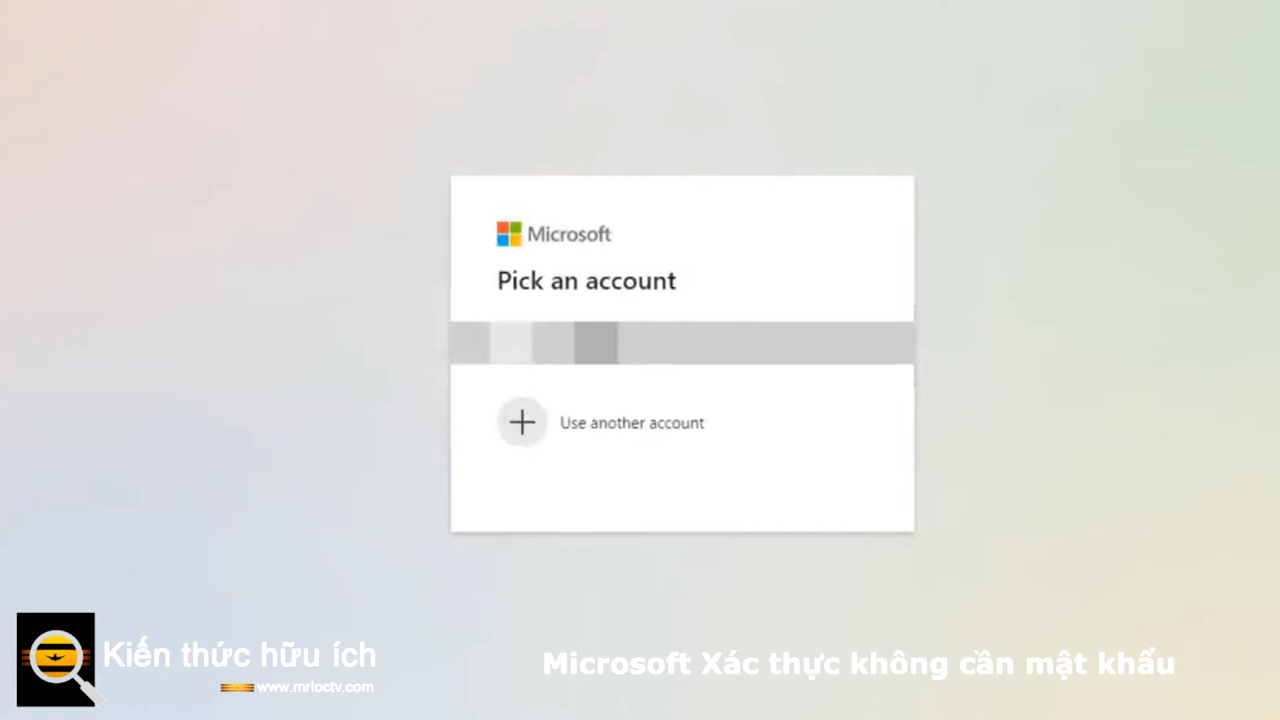 Microsoft
Pick an account
Use another account
Kiến thức hữu ích
www.mrloctv.com
Microsoft Xác thực không cần mật khẩu